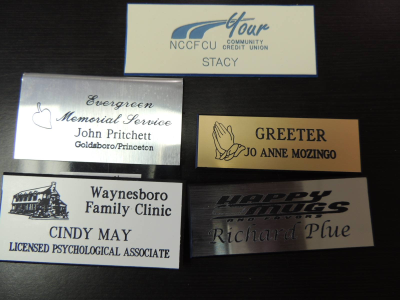 Your
NCCFCU COMMUNITY
CREDIT UNION
STACY
Evergreen
Memorial Service
John Pritchett
Goldsboro/Princeton
GREETER
JO ANNE MOZINGO
Waynesboro
Family Clinic
CINDY MAY
LICENSED PSYCHOLOGICAL ASSOCIATE
HAPPY
MUGS
Richard Plue